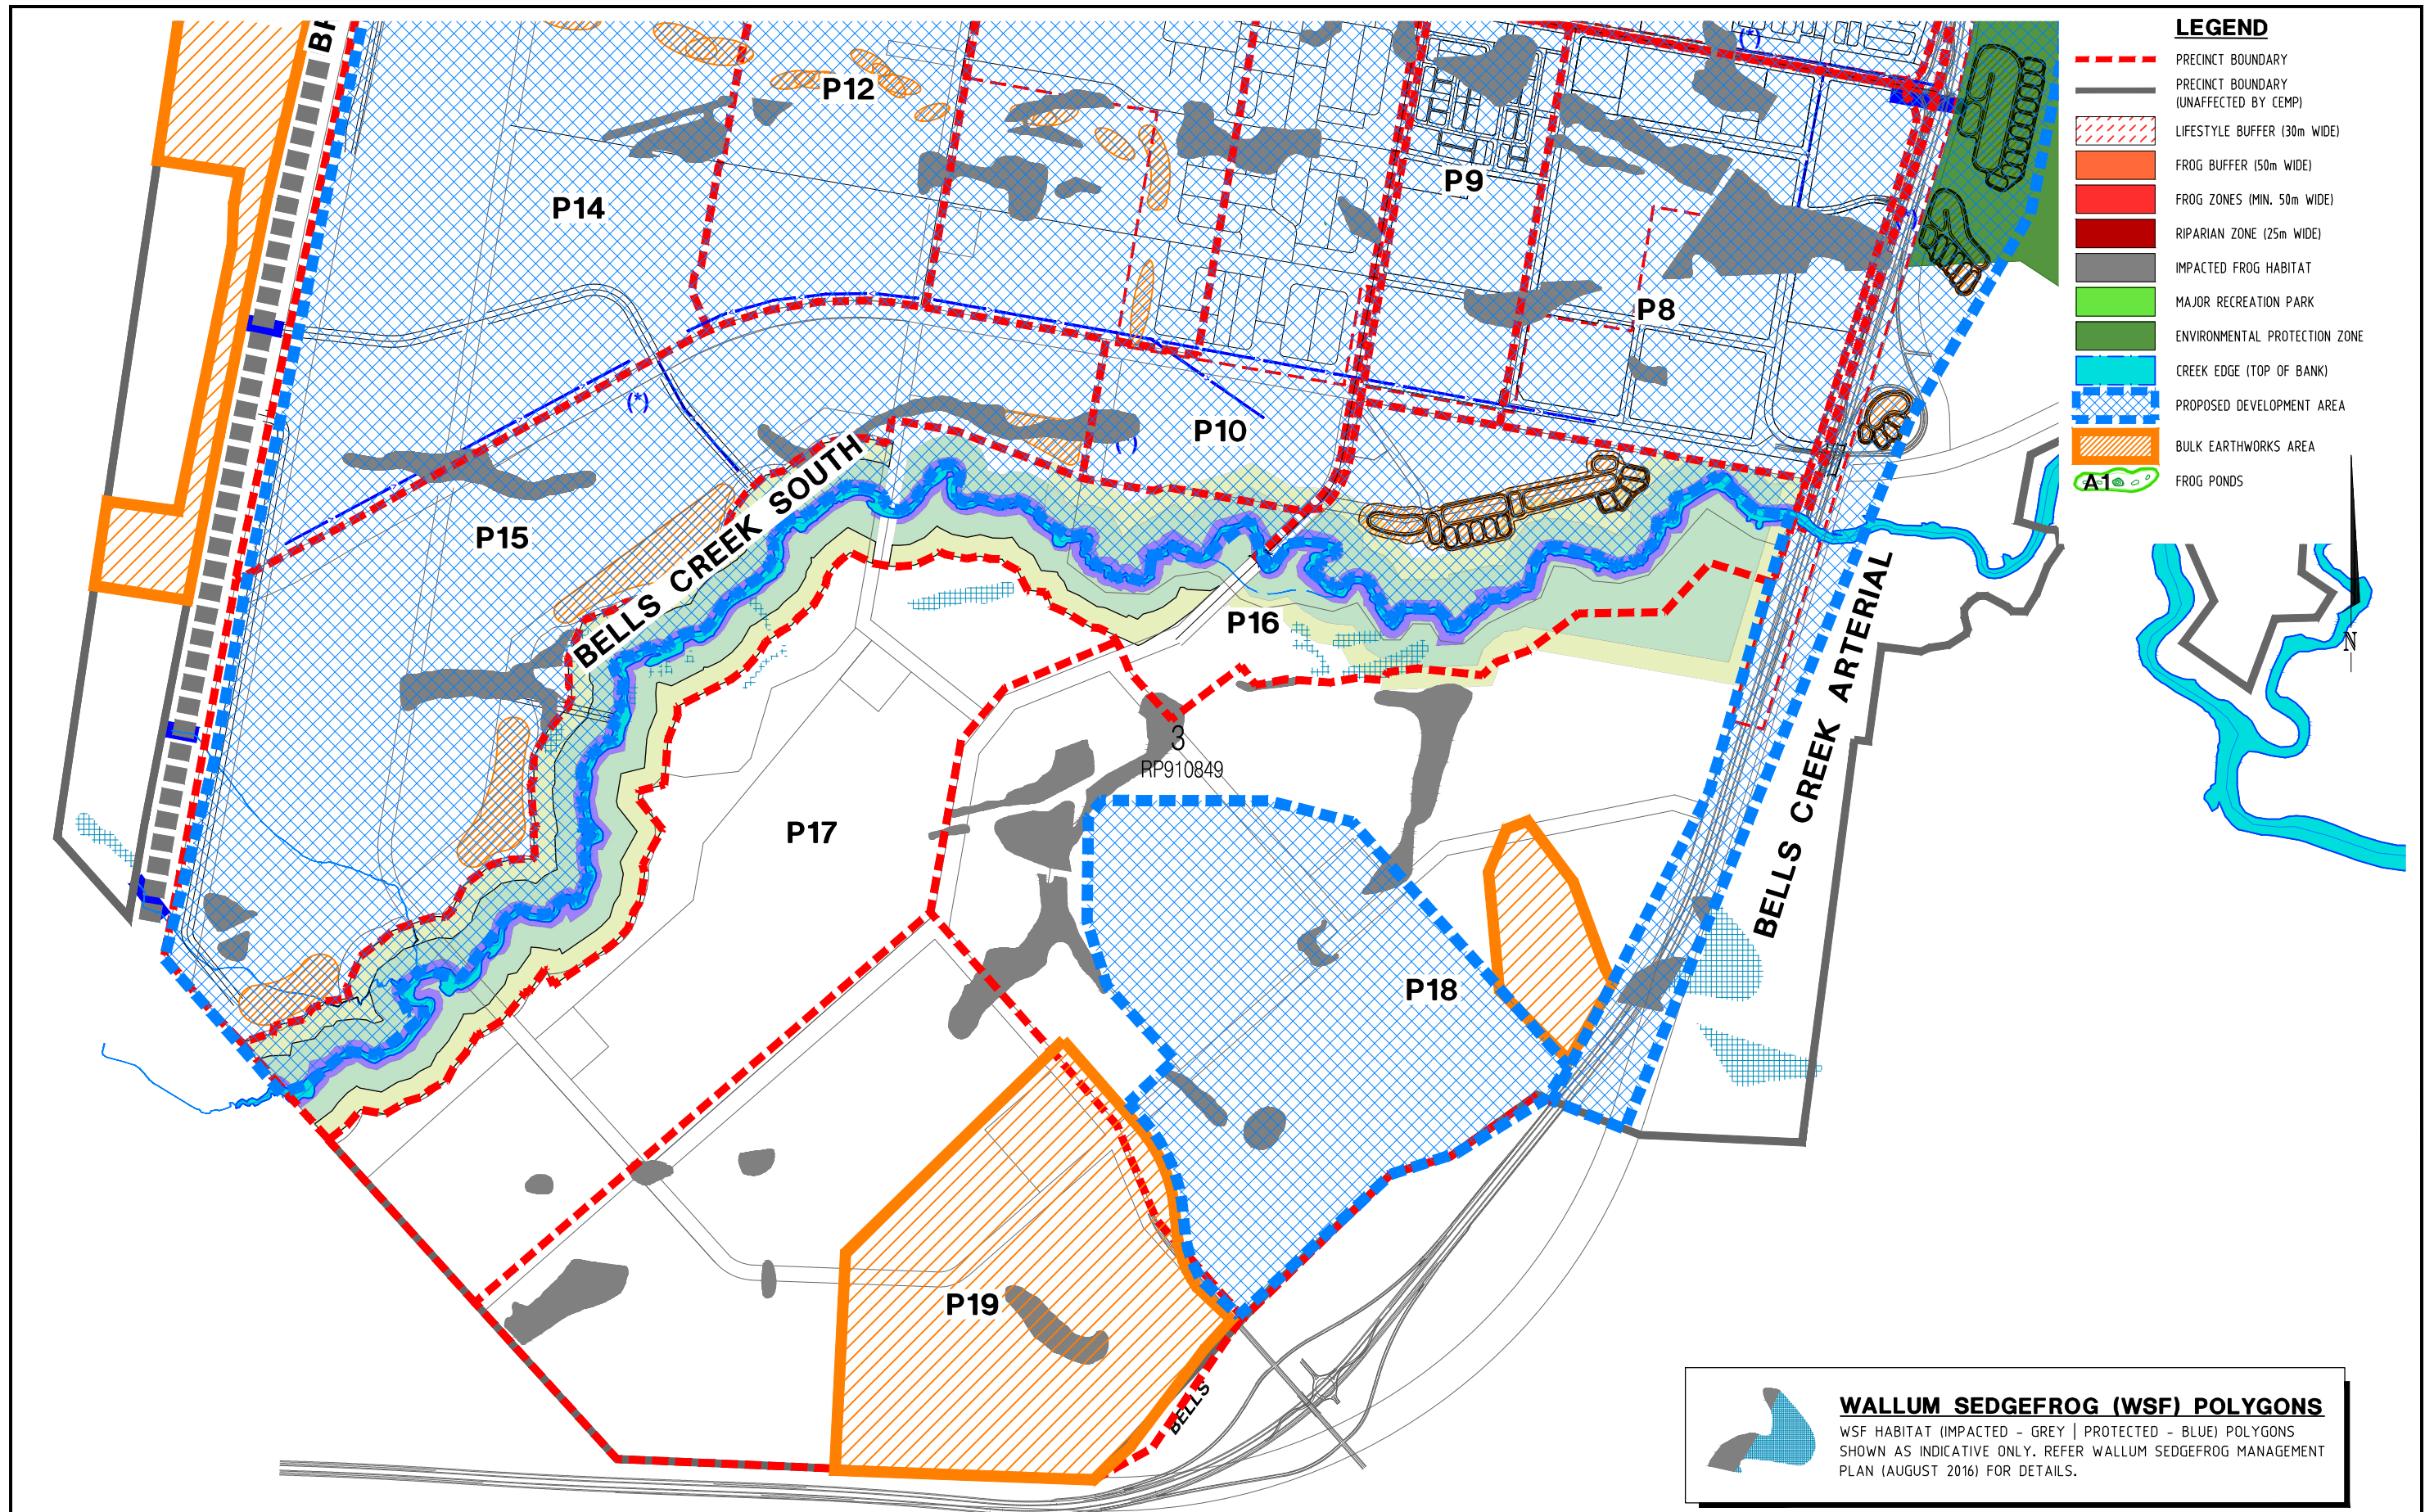 LEGEND
PRECINCT BOUNDARY
PRECINCT BOUNDARY
(UNAFFECTED BY CEMP)
LIFESTYLE BUFFER (30m WIDE)
FROG BUFFER (50m WIDE)
FROG ZONES (MIN. 50m WIDE)
RIPARIAN ZONE (25m WIDE)
IMPACTED FROG HABITAT
MAJOR RECREATION PARK
ENVIRONMENTAL PROTECTION ZONE
CREEK EDGE (TOP OF BANK)
PROPOSED DEVELOPMENT AREA
BULK EARTHWORKS AREA
A1
FROG PONDS
(*)
P12
P9
P14
P8
(*)
P10
BELLS CREEK SOUTH
P15
P16
N
BELLS CREEK ARTERIAL
3
RP910849
P17
P18
P19
BELLS
WALLUM SEDGEFROG (WSF) POLYGONS
WSF HABITAT (IMPACTED - GREY | PROTECTED - BLUE) POLYGONS
SHOWN AS INDICATIVE ONLY. REFER WALLUM SEDGEFROG MANAGEMENT
PLAN (AUGUST 2016) FOR DETAILS.